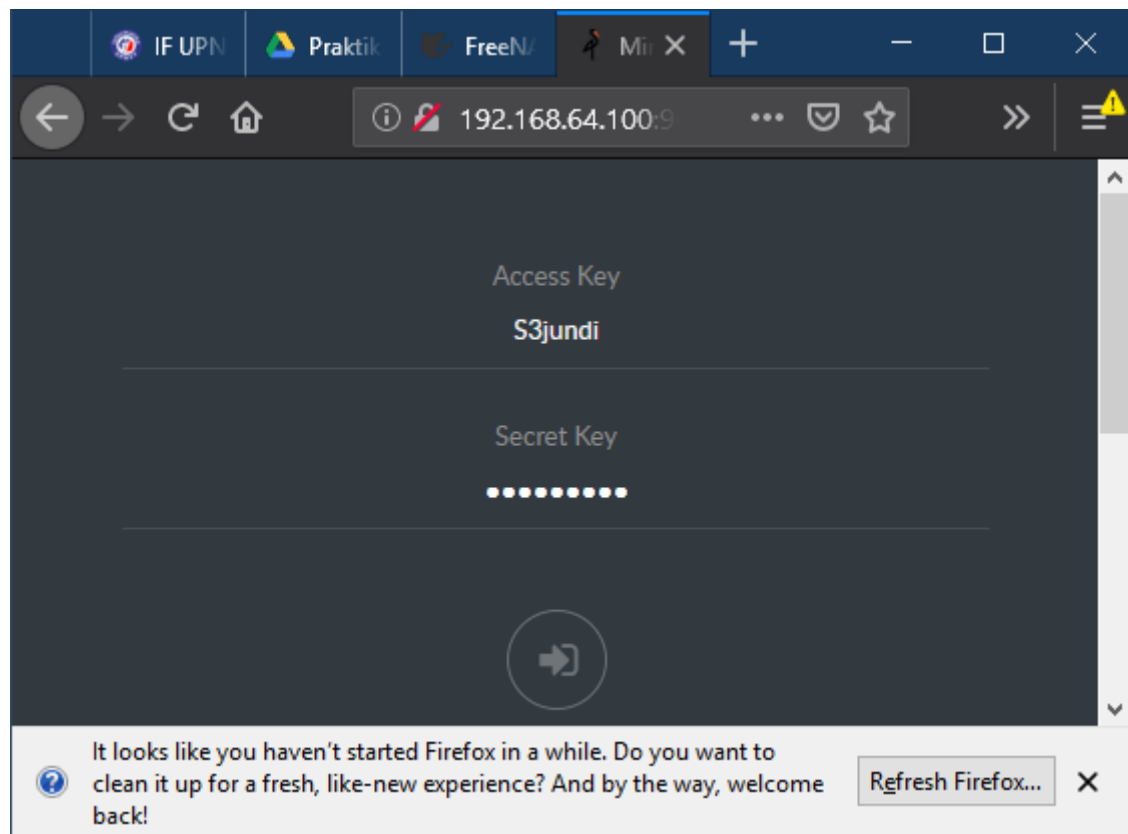 IF UPN
Praktik
FreeNA
Min
192.168.64.100:9
Access Key
S3jundi
Secret Key
It looks like you haven't started Firefox in a while. Do you want to
clean it up for a fresh, like-new experience? And by the way, welcome
back!
Refresh Firefox...